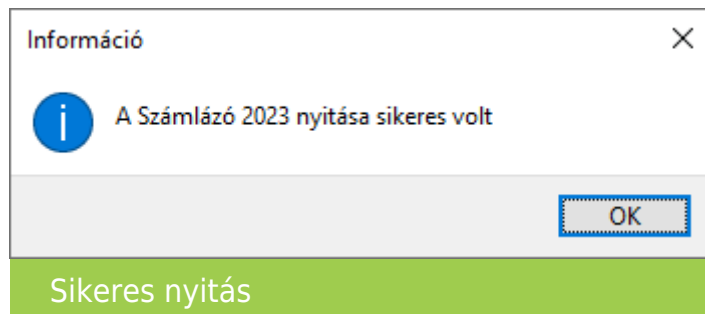 Információ
A Számlázó 2023 nyitása sikeres volt
OK
Sikeres nyitás